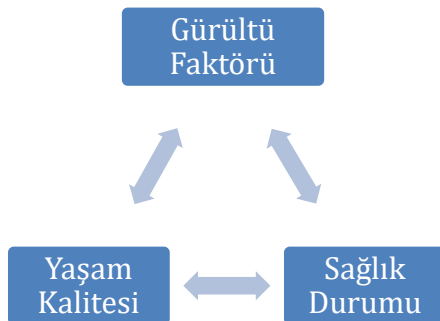 Gürültü
Faktörü
Yaşam
Kalitesi
Sağlık
Durumu